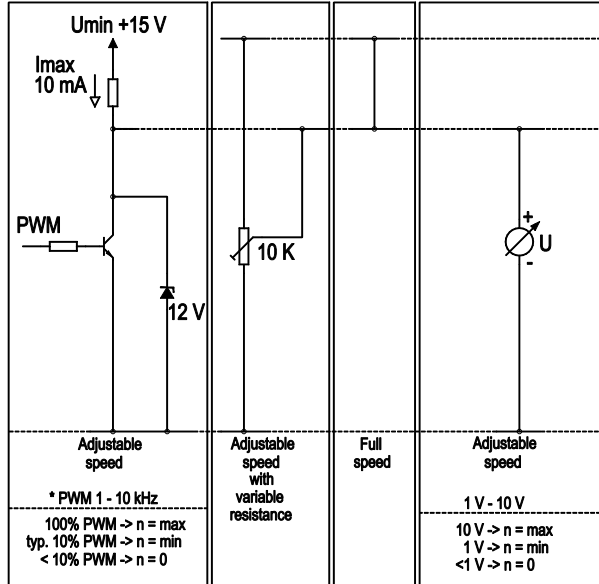 Umin +15 V
Imax
10 mA
PWM
12 V
10 K
+
U
-
Adjustable
speed
* PWM 1 - 10 kHz
100% PWM -> n = max
typ. 10% PWM -> n = min
< 10% PWM -> n = 0
Adjustable
speed
with
variable
resistance
Full
speed
Adjustable
speed
1 V - 10 V
10 V -> n = max
1 V -> n = min
<1 V -> n = 0